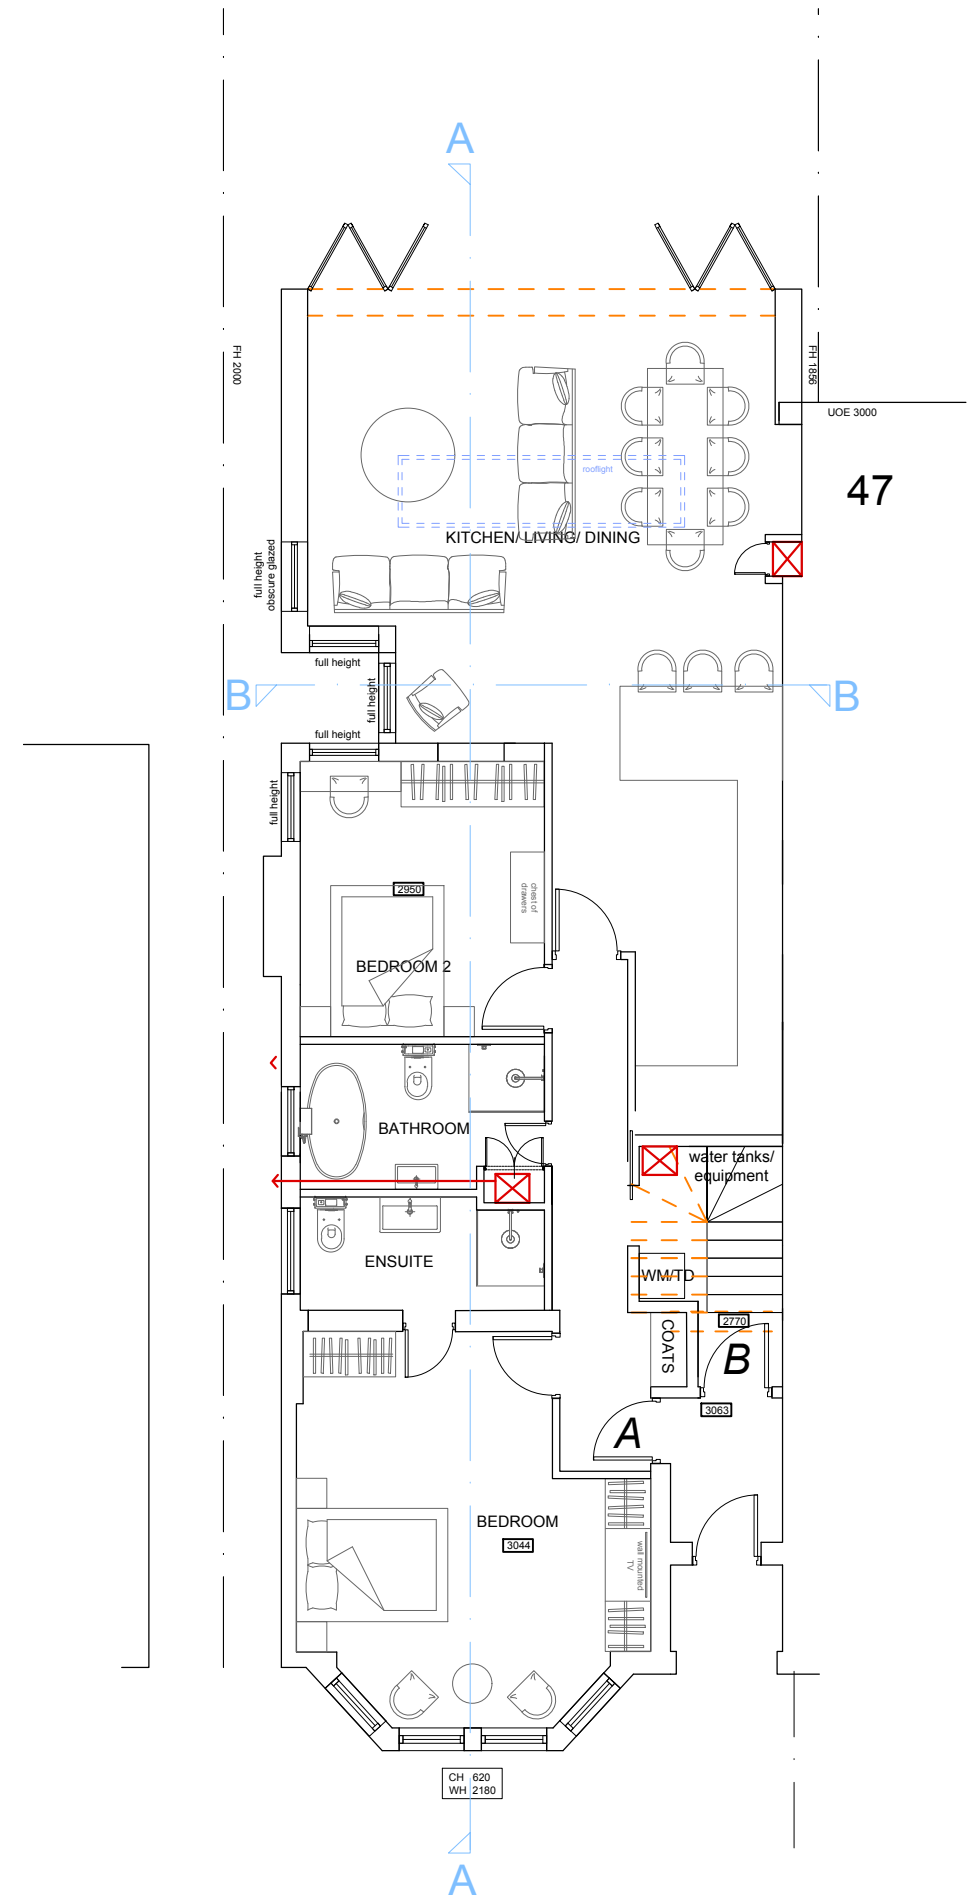 A
FH 2000
FH 1856
UOE 3000
rooflight
47
KITCHEN/ LIVING/ DINING
full height
obscure glazed
full height
full height
B
B
full height
full height
2950
chest of
drawers
BEDROOM 2
BATHROOM
water tanks/
equipment
ENSUITE
WM/TD
2770
COATS
B
3063
A
BEDROOM
3044
wall mounted
TV
CH 620
WH 2180
A